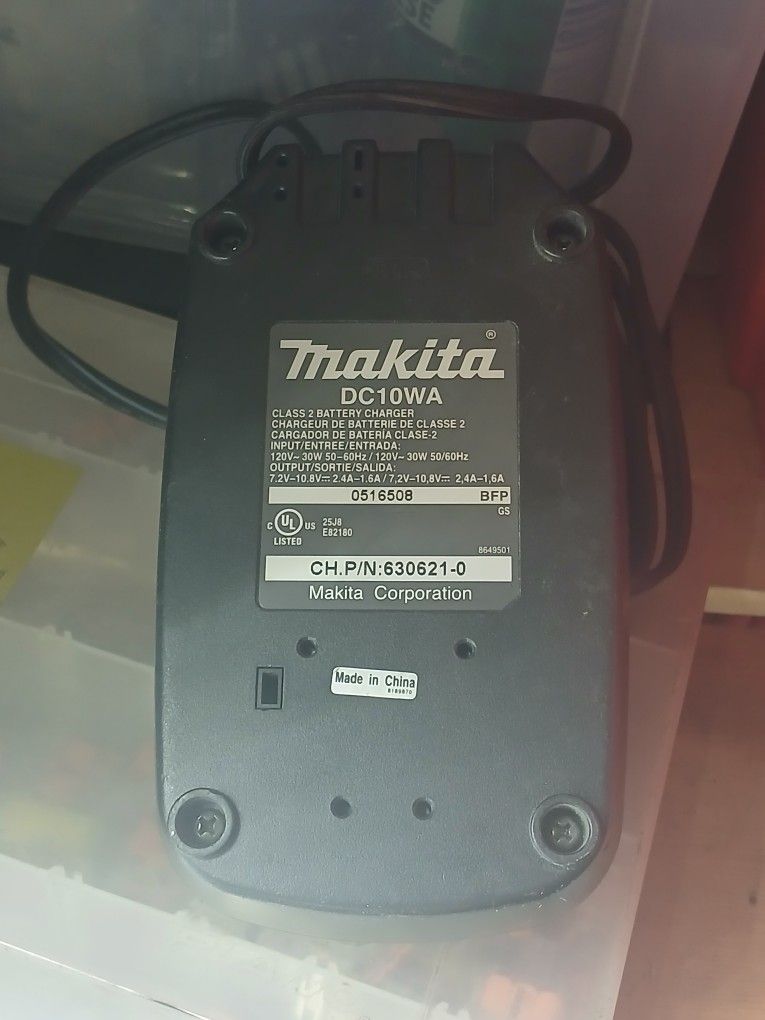 Makita®
DC10WA
CLASS 2 BATTERY CHARGER
CHARGEUR DE BATTERIE DE CLASSE 2
CARGADOR DE BATERÍA CLASE-2
INPUT/ENTREE/ENTRADA:
120V~ 30W 50-60Hz / 120V~ 30W 50/60Hz
OUTPUT/SORTIE/SALIDA:
7.2V-10.8V⎓ 2.4A-1.6A / 7,2V-10,8V⎓ 2,4A-1,6A
0516508 BFP
GS
C UL US 25J8
LISTED E82180
8649501
CH.P/N:630621-0
Makita Corporation
Made in China
8189870